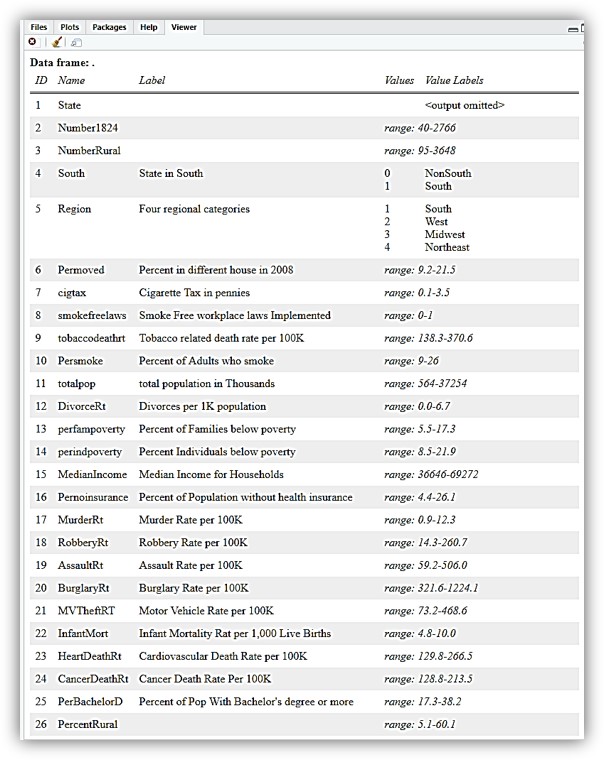 Files Plots Packages Help Viewer
Data frame: .
ID Name Label Values Value Labels
1 State <output omitted>
2 Number1824 range: 40-2766
3 NumberRural range: 95-3648
4 South State in South 0 NonSouth
1 South
5 Region Four regional categories 1 South
2 West
3 Midwest
4 Northeast
6 Permoved Percent in different house in 2008 range: 9.2-21.5
7 cigtax Cigarette Tax in pennies range: 0.1-3.5
8 smokefreelaws Smoke Free workplace laws Implemented range: 0-1
9 tobaccodeathrt Tobacco related death rate per 100K range: 138.3-370.6
10 Persmoke Percent of Adults who smoke range: 9-26
11 totalpop total population in Thousands range: 564-37254
12 DivorceRt Divorces per 1K population range: 0.0-6.7
13 perfampoverty Percent of Families below poverty range: 5.5-17.3
14 perindpoverty Percent Individuals below poverty range: 8.5-21.9
15 MedianIncome Median Income for Households range: 36646-69272
16 Pernoinsurance Percent of Population without health insurance range: 4.4-26.1
17 MurderRt Murder Rate per 100K range: 0.9-12.3
18 RobberyRt Robbery Rate per 100K range: 14.3-260.7
19 AssaultRt Assault Rate per 100K range: 59.2-506.0
20 BurglaryRt Burglary Rate per 100K range: 321.6-1224.1
21 MVTheftRT Motor Vehicle Rate per 100K range: 73.2-468.6
22 InfantMort Infant Mortality Rat per 1,000 Live Births range: 4.8-10.0
23 HeartDeathRt Cardiovascular Death Rate per 100K range: 129.8-266.5
24 CancerDeathRt Cancer Death Rate Per 100K range: 128.8-213.5
25 PerBachelorD Percent of Pop With Bachelor's degree or more range: 17.3-38.2
26 PercentRural range: 5.1-60.1